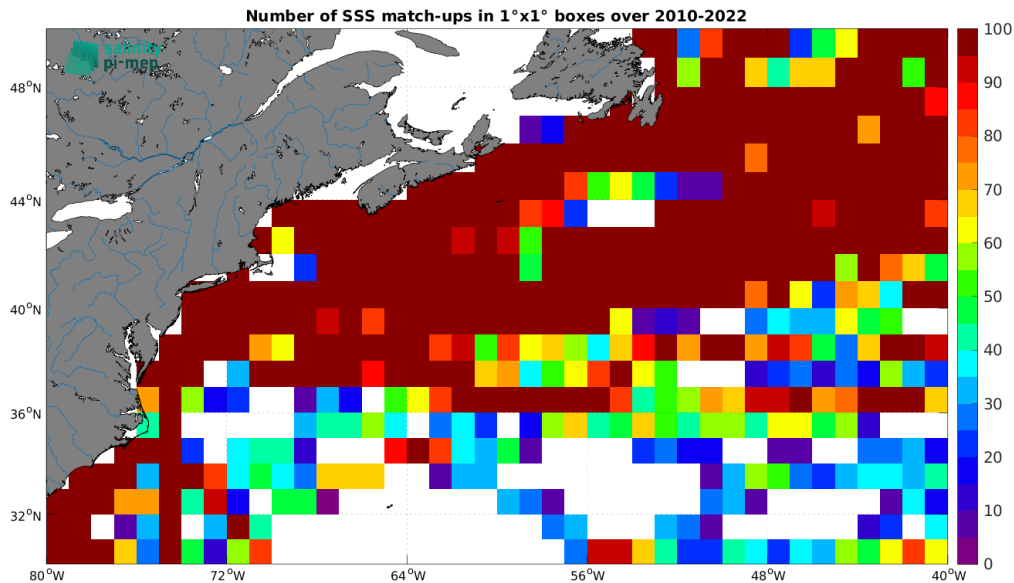 Number of SSS match-ups in 1°x1° boxes over 2010-2022
salinity
pi-mep
48°N
44°N
40°N
36°N
32°N
80°W
72°W
64°W
56°W
48°W
40°W
100
90
80
70
60
50
40
30
20
10
0